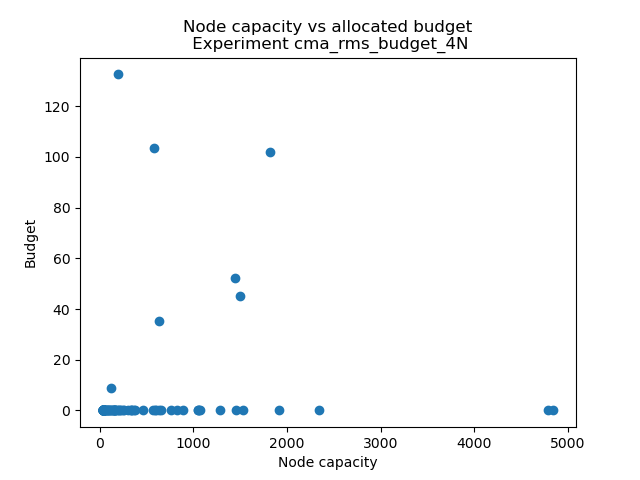 Node capacity vs allocated budget
Experiment cma_rms_budget_4N
120
100
80
60
40
20
0
Budget
0 1000 2000 3000 4000 5000
Node capacity